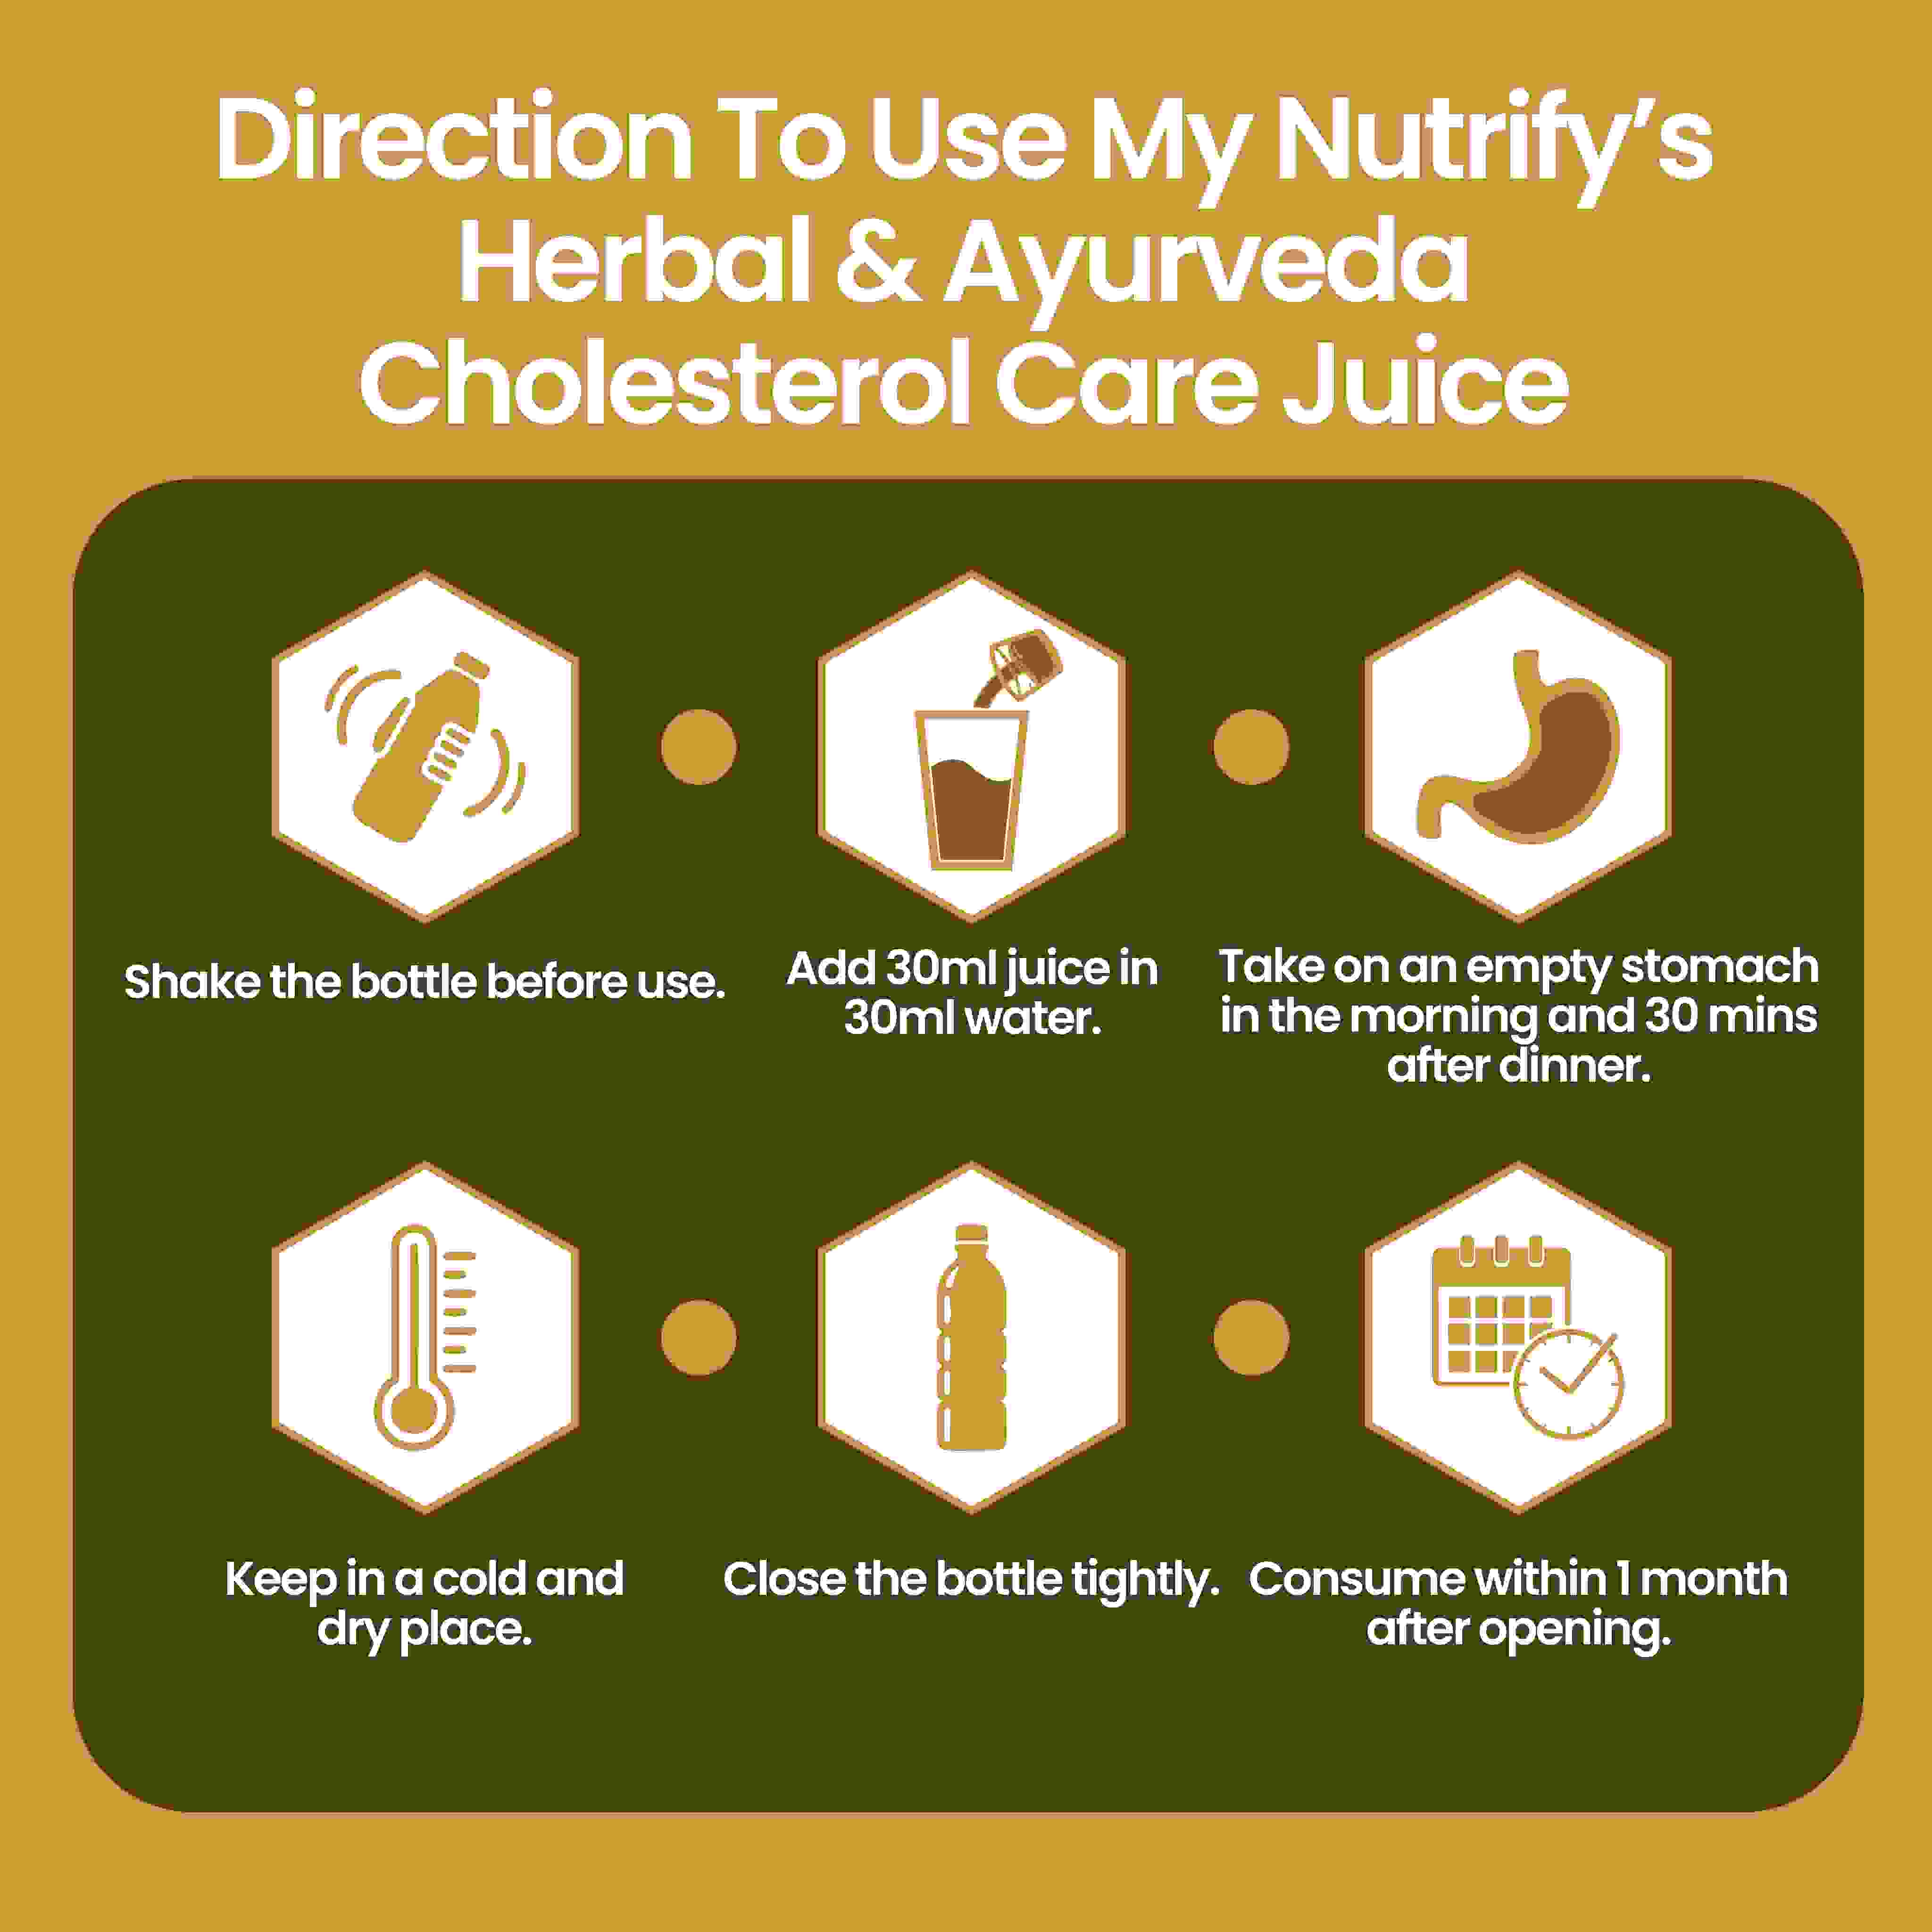 Direction To Use My Nutrify’s
Herbal & Ayurveda
Cholesterol Care Juice
Shake the bottle before use.
Add 30ml juice in
30ml water.
Take on an empty stomach
in the morning and 30 mins
after dinner.
Keep in a cold and
dry place.
Close the bottle tightly.
Consume within 1 month
after opening.